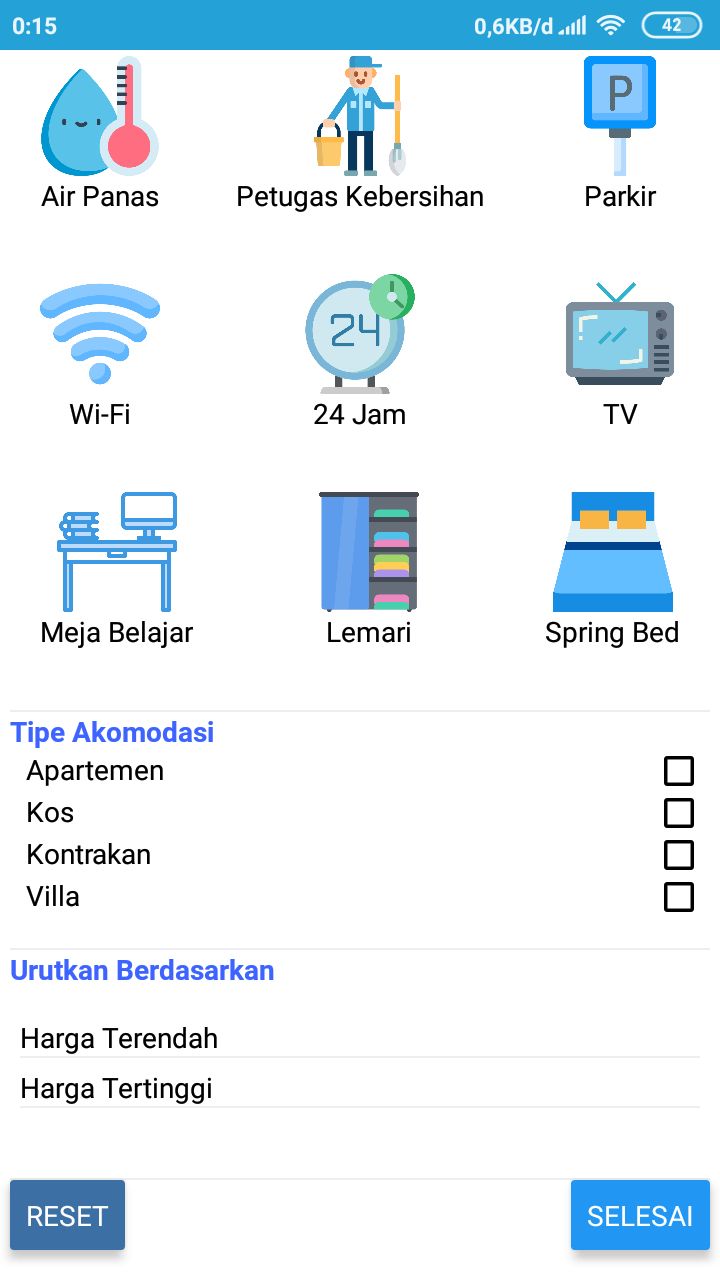 0:15 0,6KB/d 42
Air Panas Petugas Kebersihan Parkir
P
24
Wi-Fi 24 Jam TV
Meja Belajar Lemari Spring Bed
Tipe Akomodasi
Apartemen
Kos
Kontrakan
Villa
Urutkan Berdasarkan
Harga Terendah
Harga Tertinggi
RESET SELESAI